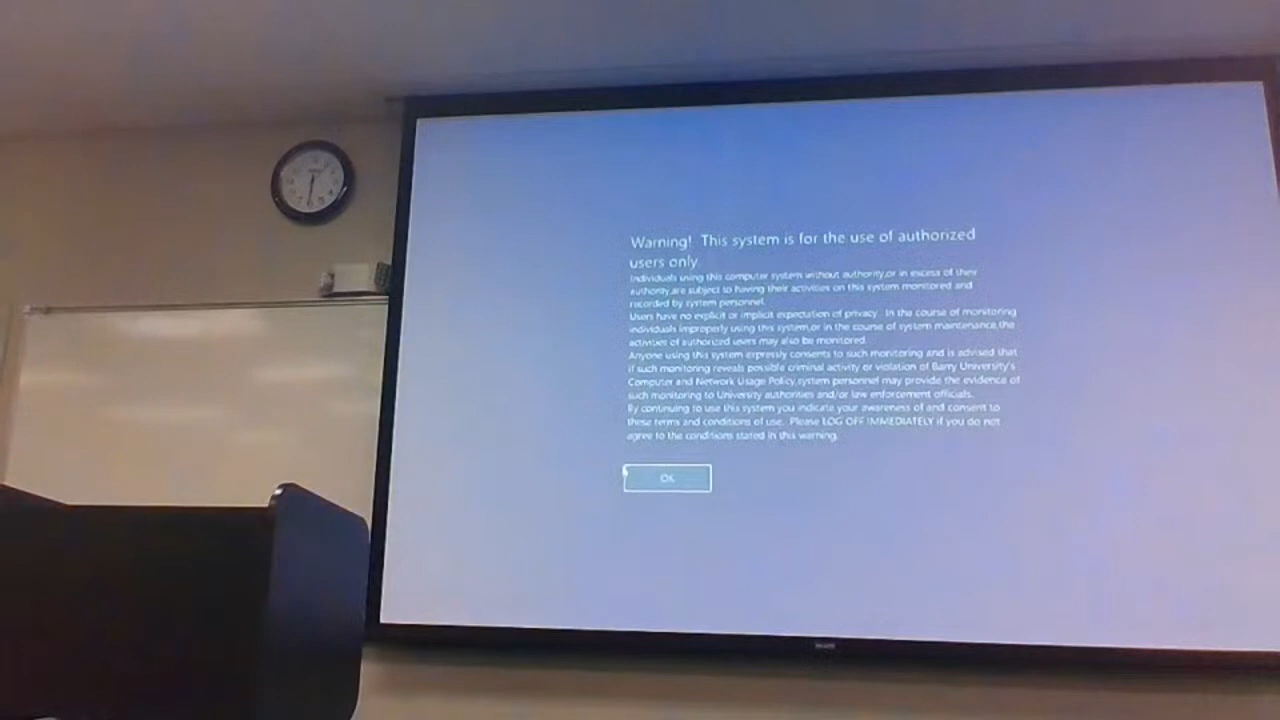 Warning!  This system is for the use of authorized
users only.
Individuals using this computer system without authority,or in excess of their
authority,are subject to having their activities on this system monitored and
recorded by system personnel.
Users have no explicit or implicit expectation of privacy.  In the course of monitoring
individuals improperly using this system,or in the course of system maintenance,the
activities of authorized users may also be monitored.
Anyone using this system expressly consents to such monitoring and is advised that
if such monitoring reveals possible criminal activity or violation of Barry University's
Computer and Network Usage Policy,system personnel may provide the evidence of
such monitoring to University authorities and/or law enforcement officials.
By continuing to use this system you indicate your awareness of and consent to
these terms and conditions of use.  Please LOG OFF IMMEDIATELY if you do not
agree to the conditions stated in this warning.
OK